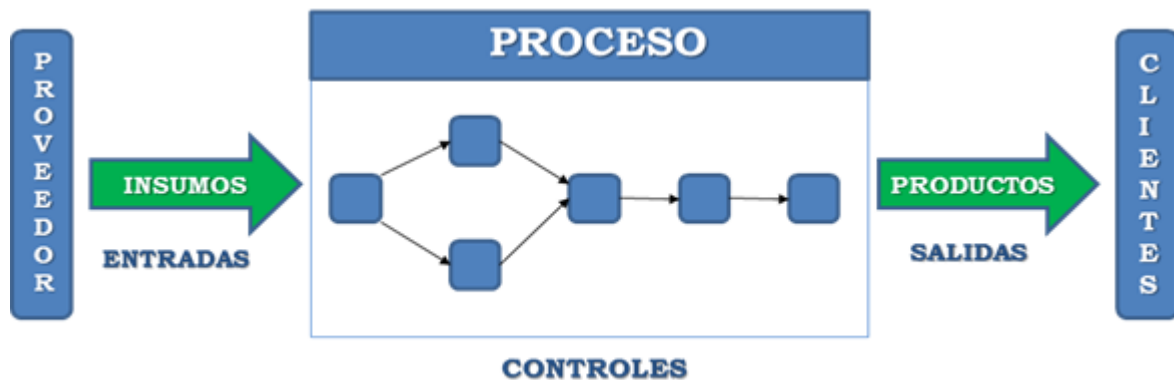 PROVEEDOR
INSUMOS
ENTRADAS
PROCESO
CONTROLES
PRODUCTOS
SALIDAS
CLIENTES